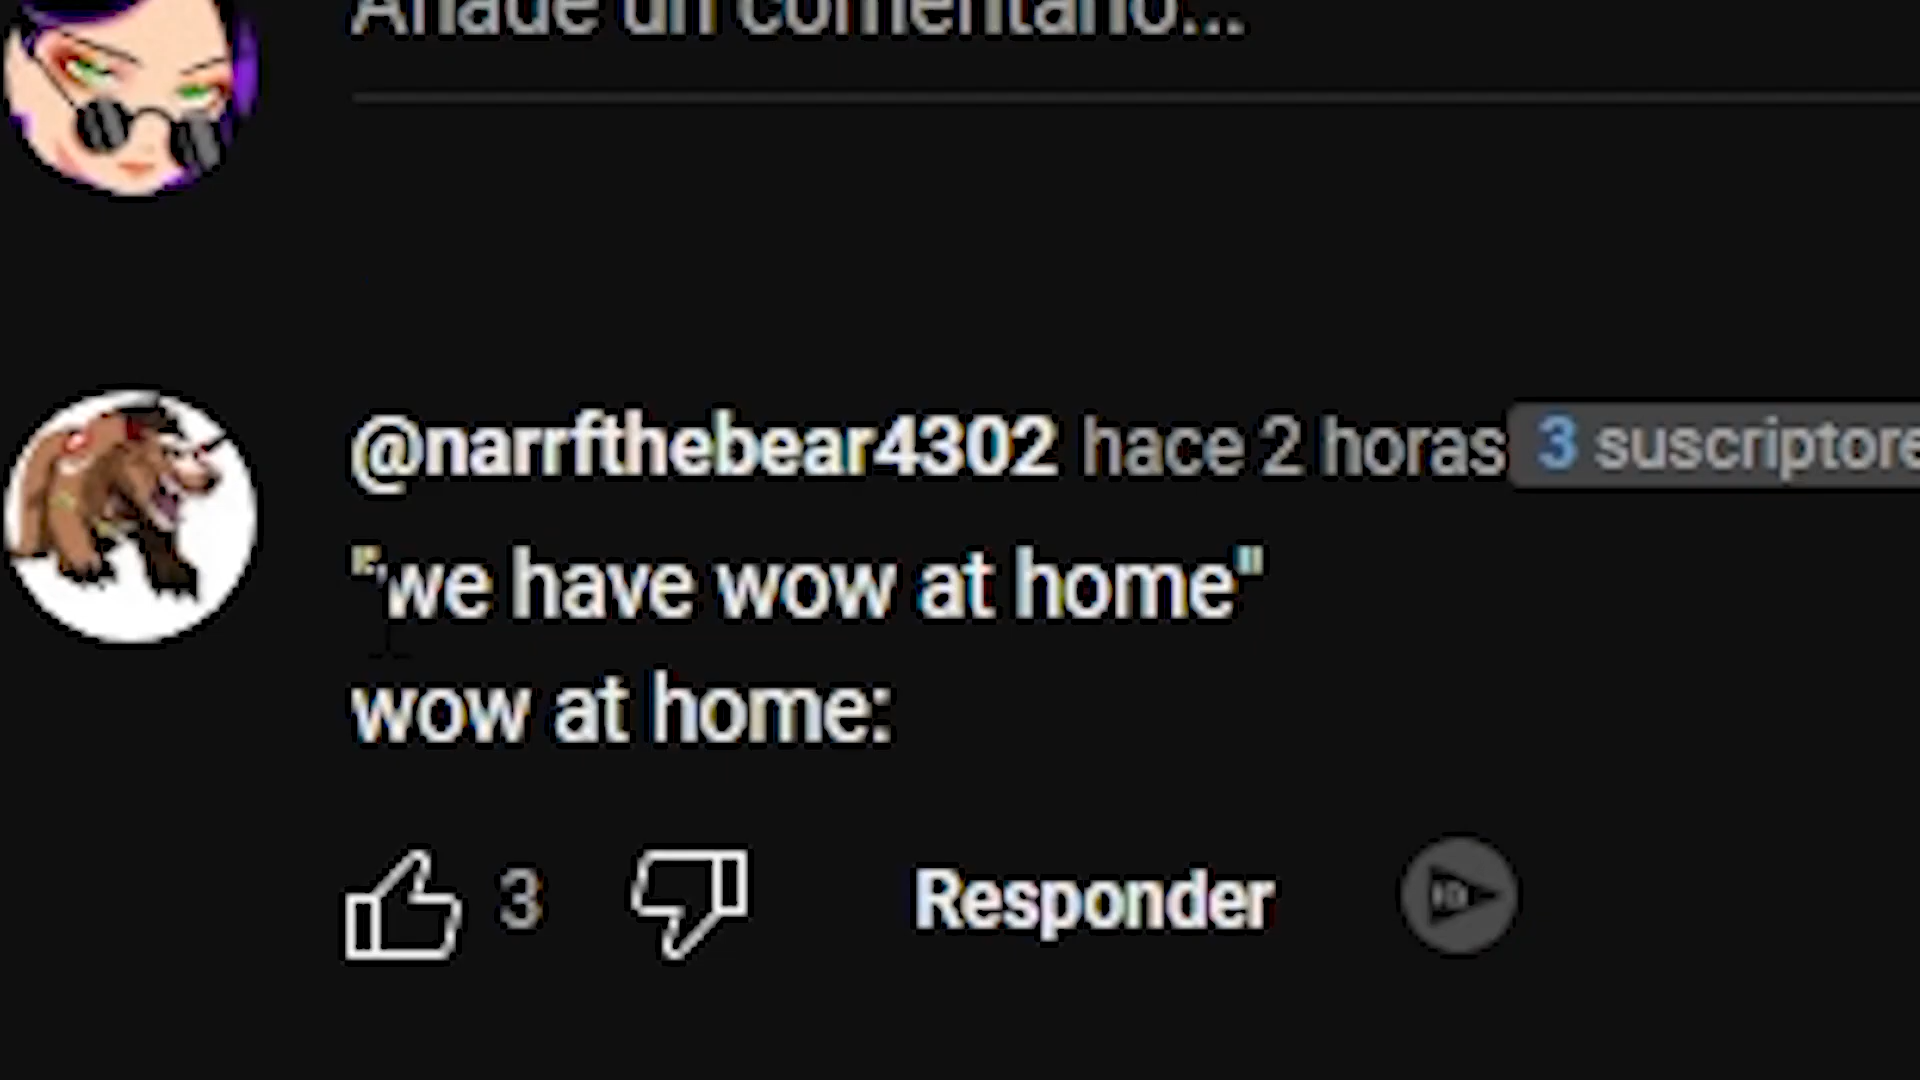 Añade un comentario...
@narrfthebear4302 hace 2 horas 3 suscriptore
"we have wow at home"
wow at home:
3 Responder